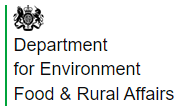 Department
for Environment
Food & Rural Affairs